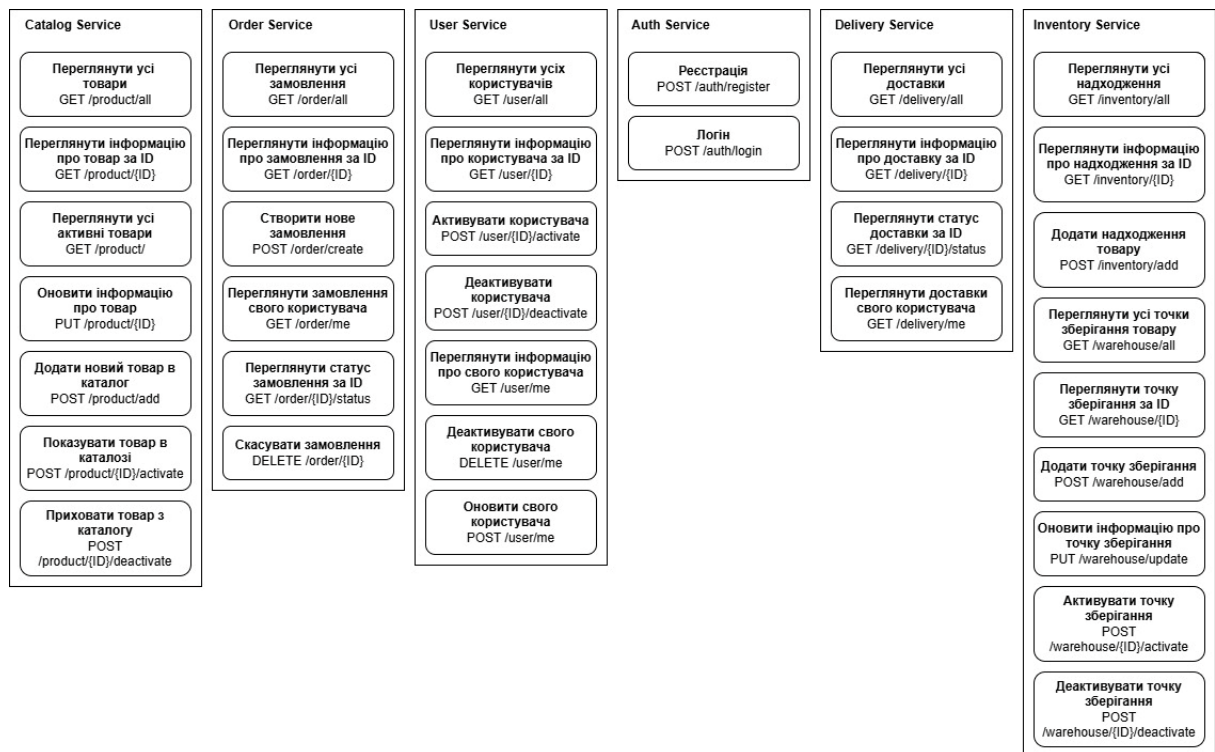 Catalog Service
Переглянути усі
товари
GET /product/all
Переглянути інформацію
про товар за ID
GET /product/{ID}
Переглянути усі
активні товари
GET /product/
Оновити інформацію
про товар
PUT /product/{ID}
Додати новий товар в
каталог
POST /product/add
Показувати товар в
каталозі
POST /product/{ID}/activate
Приховати товар з
каталогу
POST
/product/{ID}/deactivate
Order Service
Переглянути усі
замовлення
GET /order/all
Переглянути інформацію
про замовлення за ID
GET /order/{ID}
Створити нове
замовлення
POST /order/create
Переглянути замовлення
свого користувача
GET /order/me
Переглянути статус
замовлення за ID
GET /order/{ID}/status
Скасувати замовлення
DELETE /order/{ID}
User Service
Переглянути усіх
користувачів
GET /user/all
Переглянути інформацію
про користувача за ID
GET /user/{ID}
Активувати користувача
POST /user/{ID}/activate
Деактивувати
користувача
POST /user/{ID}/deactivate
Переглянути інформацію
про свого користувача
GET /user/me
Деактивувати свого
користувача
DELETE /user/me
Оновити свого
користувача
POST /user/me
Auth Service
Реєстрація
POST /auth/register
Логін
POST /auth/login
Delivery Service
Переглянути усі
доставки
GET /delivery/all
Переглянути інформацію
про доставку за ID
GET /delivery/{ID}
Переглянути статус
доставки за ID
GET /delivery/{ID}/status
Переглянути доставки
свого користувача
GET /delivery/me
Inventory Service
Переглянути усі
надходження
GET /inventory/all
Переглянути інформацію
про надходження за ID
GET /inventory/{ID}
Додати надходження
товару
POST /inventory/add
Переглянути усі точки
зберігання товару
GET /warehouse/all
Переглянути точку
зберігання за ID
GET /warehouse/{ID}
Додати точку зберігання
POST /warehouse/add
Оновити інформацію про
точку зберігання
PUT /warehouse/update
Активувати точку
зберігання
POST
/warehouse/{ID}/activate
Деактивувати точку
зберігання
POST
/warehouse/{ID}/deactivate